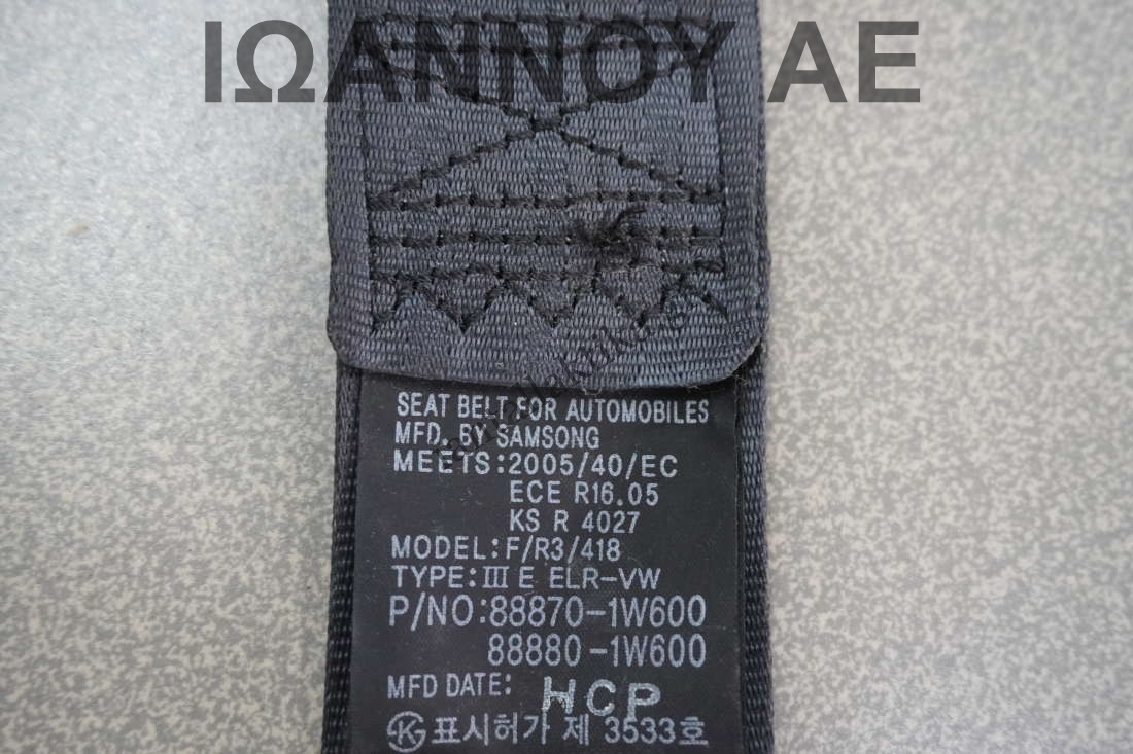 ΙΩΑΝΝΟΥ ΑΕ
SEAT BELT FOR AUTOMOBILES
MFD. BY SAMSONG
MEETS:2005/40/EC
ECE R16.05
KS R 4027
MODEL: F/R3/418
TYPE: III E ELR-VW
P/NO:88870-1W600
88880-1W600
MFD DATE: HCP
표시허가 제 3533호